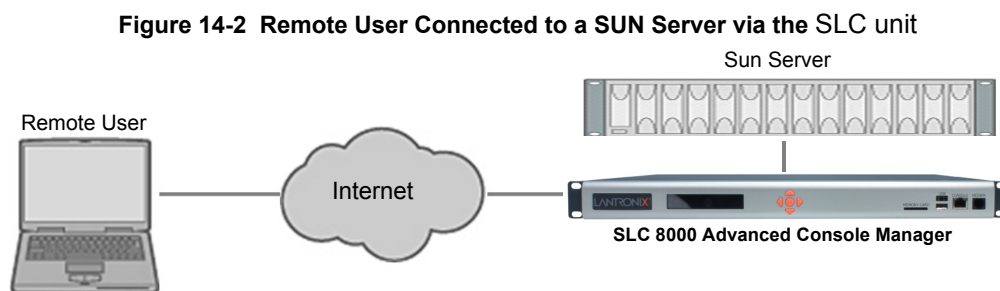 Figure 14-2 Remote User Connected to a SUN Server via the SLC unit
Sun Server
Remote User
Internet
LANTRONIX
SLC 8000 Advanced Console Manager